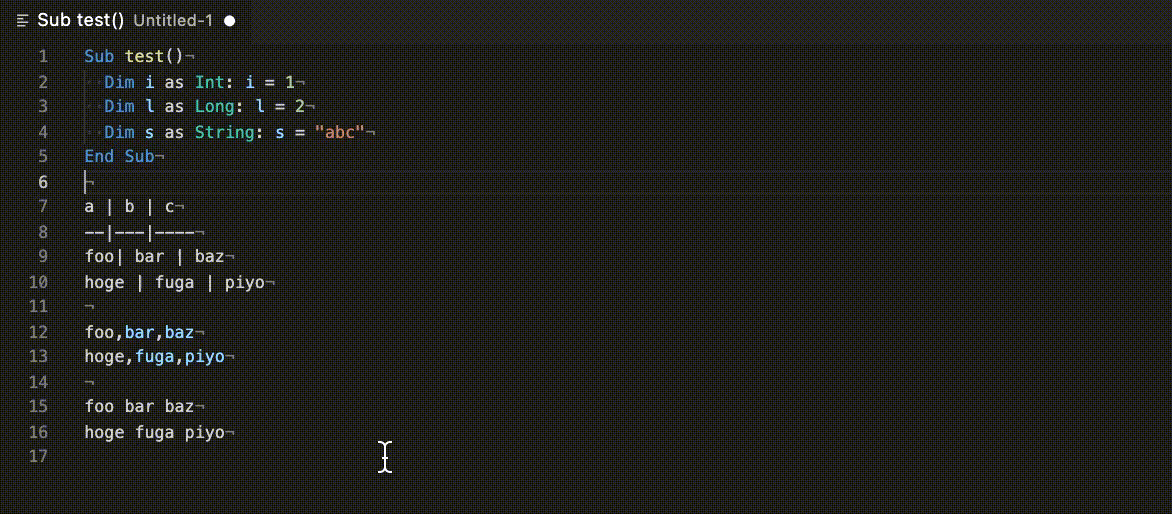 Sub test() Untitled-1 ●
1 Sub test()¬
2 Dim i as Int: i = 1¬
3 Dim l as Long: l = 2¬
4 Dim s as String: s = "abc"¬
5 End Sub¬
6 ¬
7 a | b | c¬
8 --|---|----¬
9 foo| bar | baz¬
10 hoge | fuga | piyo¬
11 ¬
12 foo,bar,baz¬
13 hoge,fuga,piyo¬
14 ¬
15 foo bar baz¬
16 hoge fuga piyo¬
17